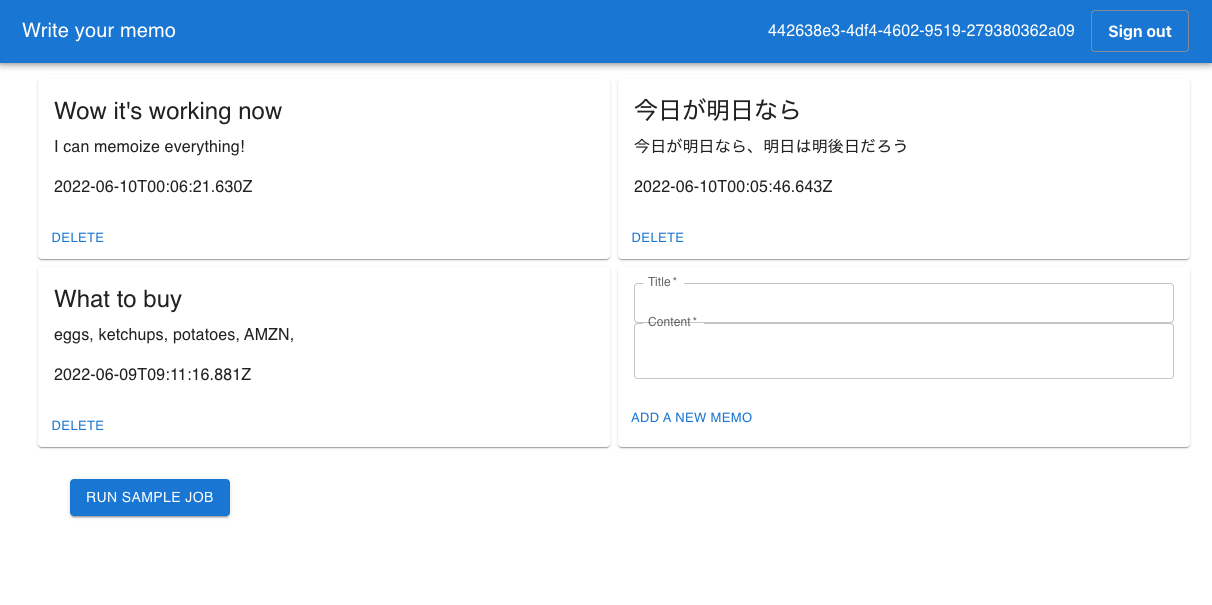 Write your memo
442638e3-4df4-4602-9519-279380362a09
Sign out
Wow it's working now
I can memoize everything!
2022-06-10T00:06:21.630Z
DELETE
今日が明日なら
今日が明日なら、明日は明後日だろう
2022-06-10T00:05:46.643Z
DELETE
What to buy
eggs, ketchups, potatoes, AMZN,
2022-06-09T09:11:16.881Z
DELETE
Title *
Content *
ADD A NEW MEMO
RUN SAMPLE JOB